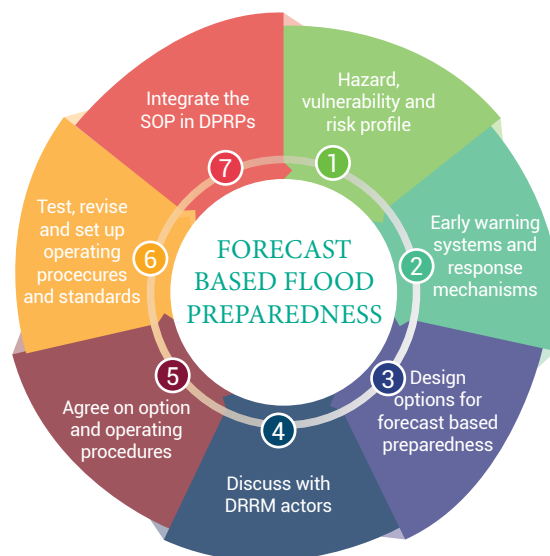 FORECAST
BASED FLOOD
PREPAREDNESS
1
Hazard,
vulnerability and
risk profile
2
Early warning
systems and
response
mechanisms
3
Design
options for
forecast based
preparedness
4
Discuss with
DRRM actors
5
Agree on option
and operating
procedures
6
Test, revise
and set up
operating
procecures
and standards
7
Integrate the
SOP in DPRPs